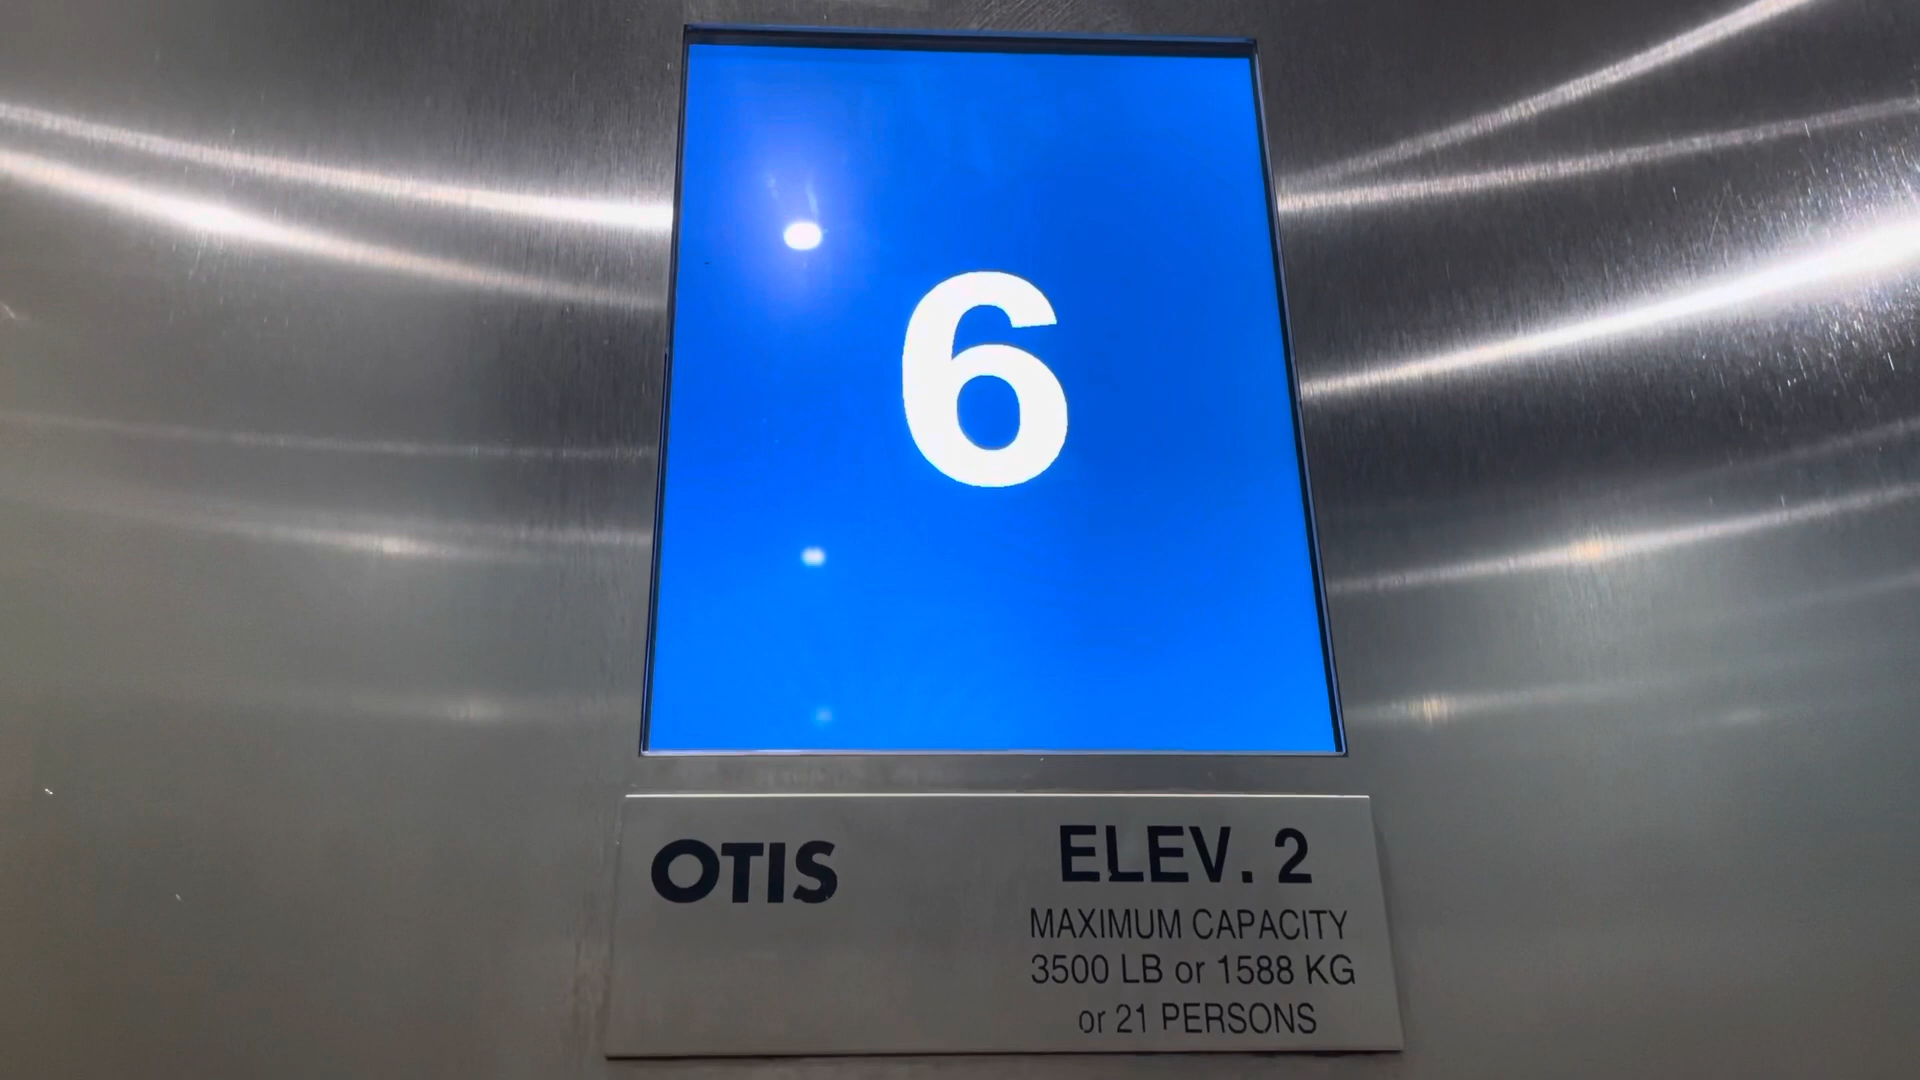 6
OTIS
ELEV. 2
MAXIMUM CAPACITY
3500 LB or 1588 KG
or 21 PERSONS